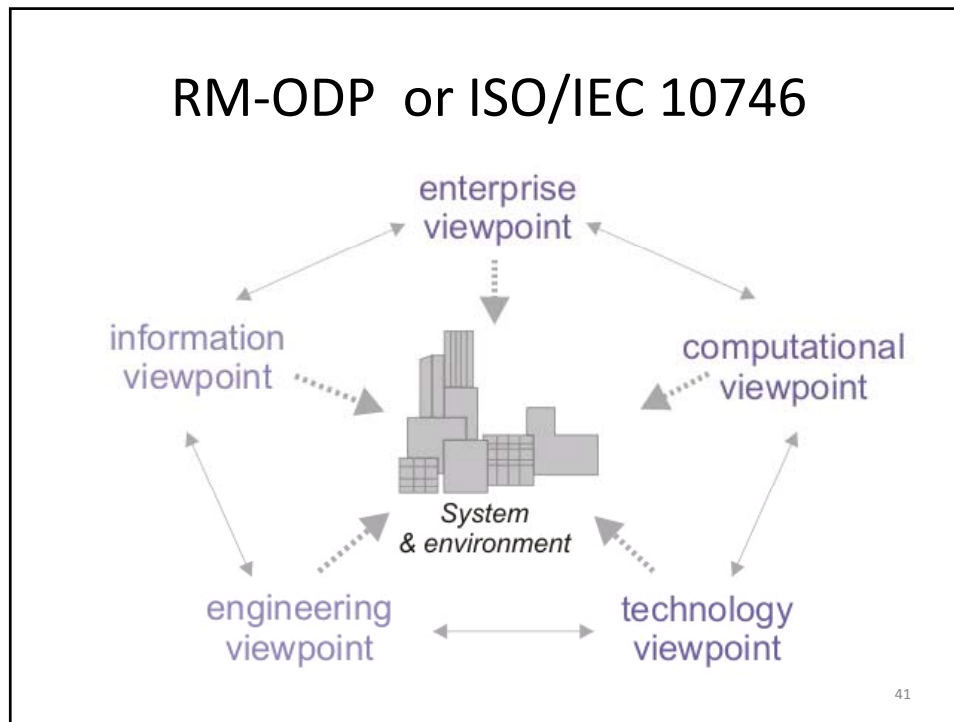 RM-ODP or ISO/IEC 10746
enterprise
viewpoint
information
viewpoint
computational
viewpoint
System
& environment
engineering
viewpoint
technology
viewpoint
41